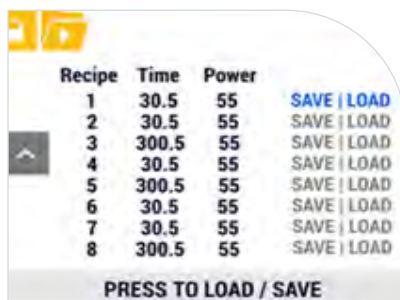 Recipe Time Power
1 30.5 55 SAVE | LOAD
2 30.5 55 SAVE | LOAD
3 300.5 55 SAVE | LOAD
4 30.5 55 SAVE | LOAD
5 300.5 55 SAVE | LOAD
6 30.5 55 SAVE | LOAD
7 30.5 55 SAVE | LOAD
8 300.5 55 SAVE | LOAD
PRESS TO LOAD / SAVE